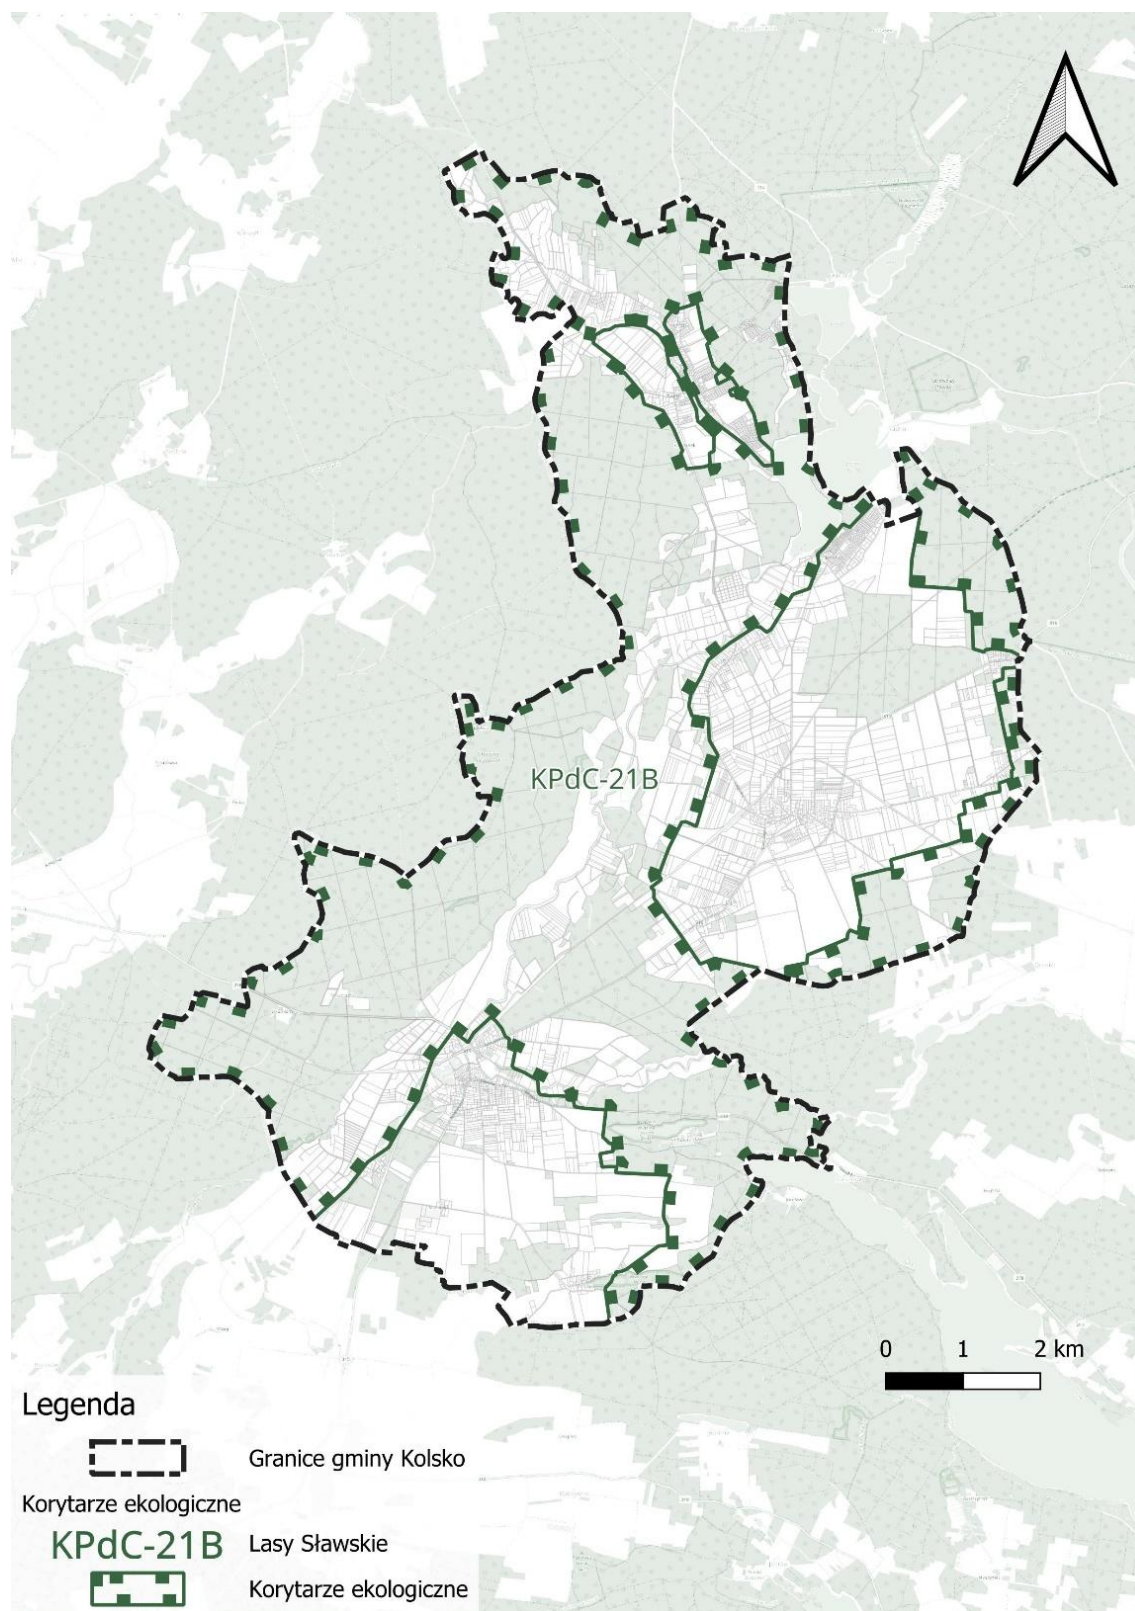 KPdC-21B
0 1 2 km
Legenda
Granice gminy Kolsko
Korytarze ekologiczne
KPdC-21B Lasy Sławskie
Korytarze ekologiczne